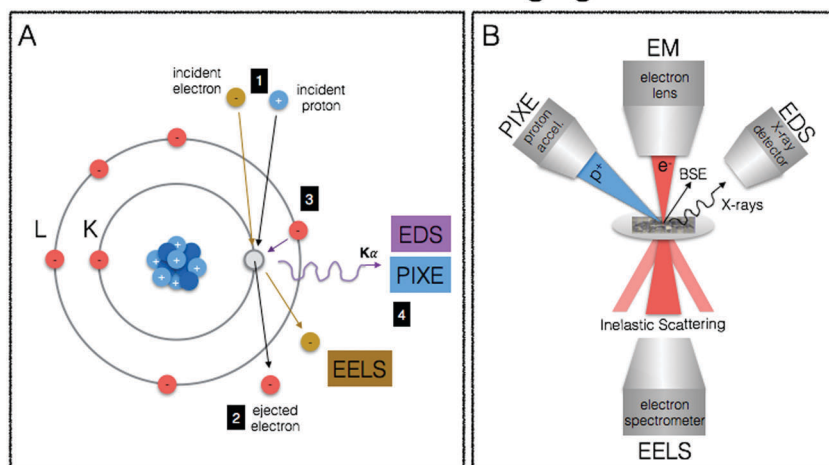 A
incident
electron
1
incident
proton
3
L
K
Kα
EDS
PIXE
4
EELS
2
ejected
electron
B
EM
electron
lens
PIXE
proton
accel.
EDS
X-ray
detector
p+
e-
BSE
X-rays
Inelastic Scattering
electron
spectrometer
EELS